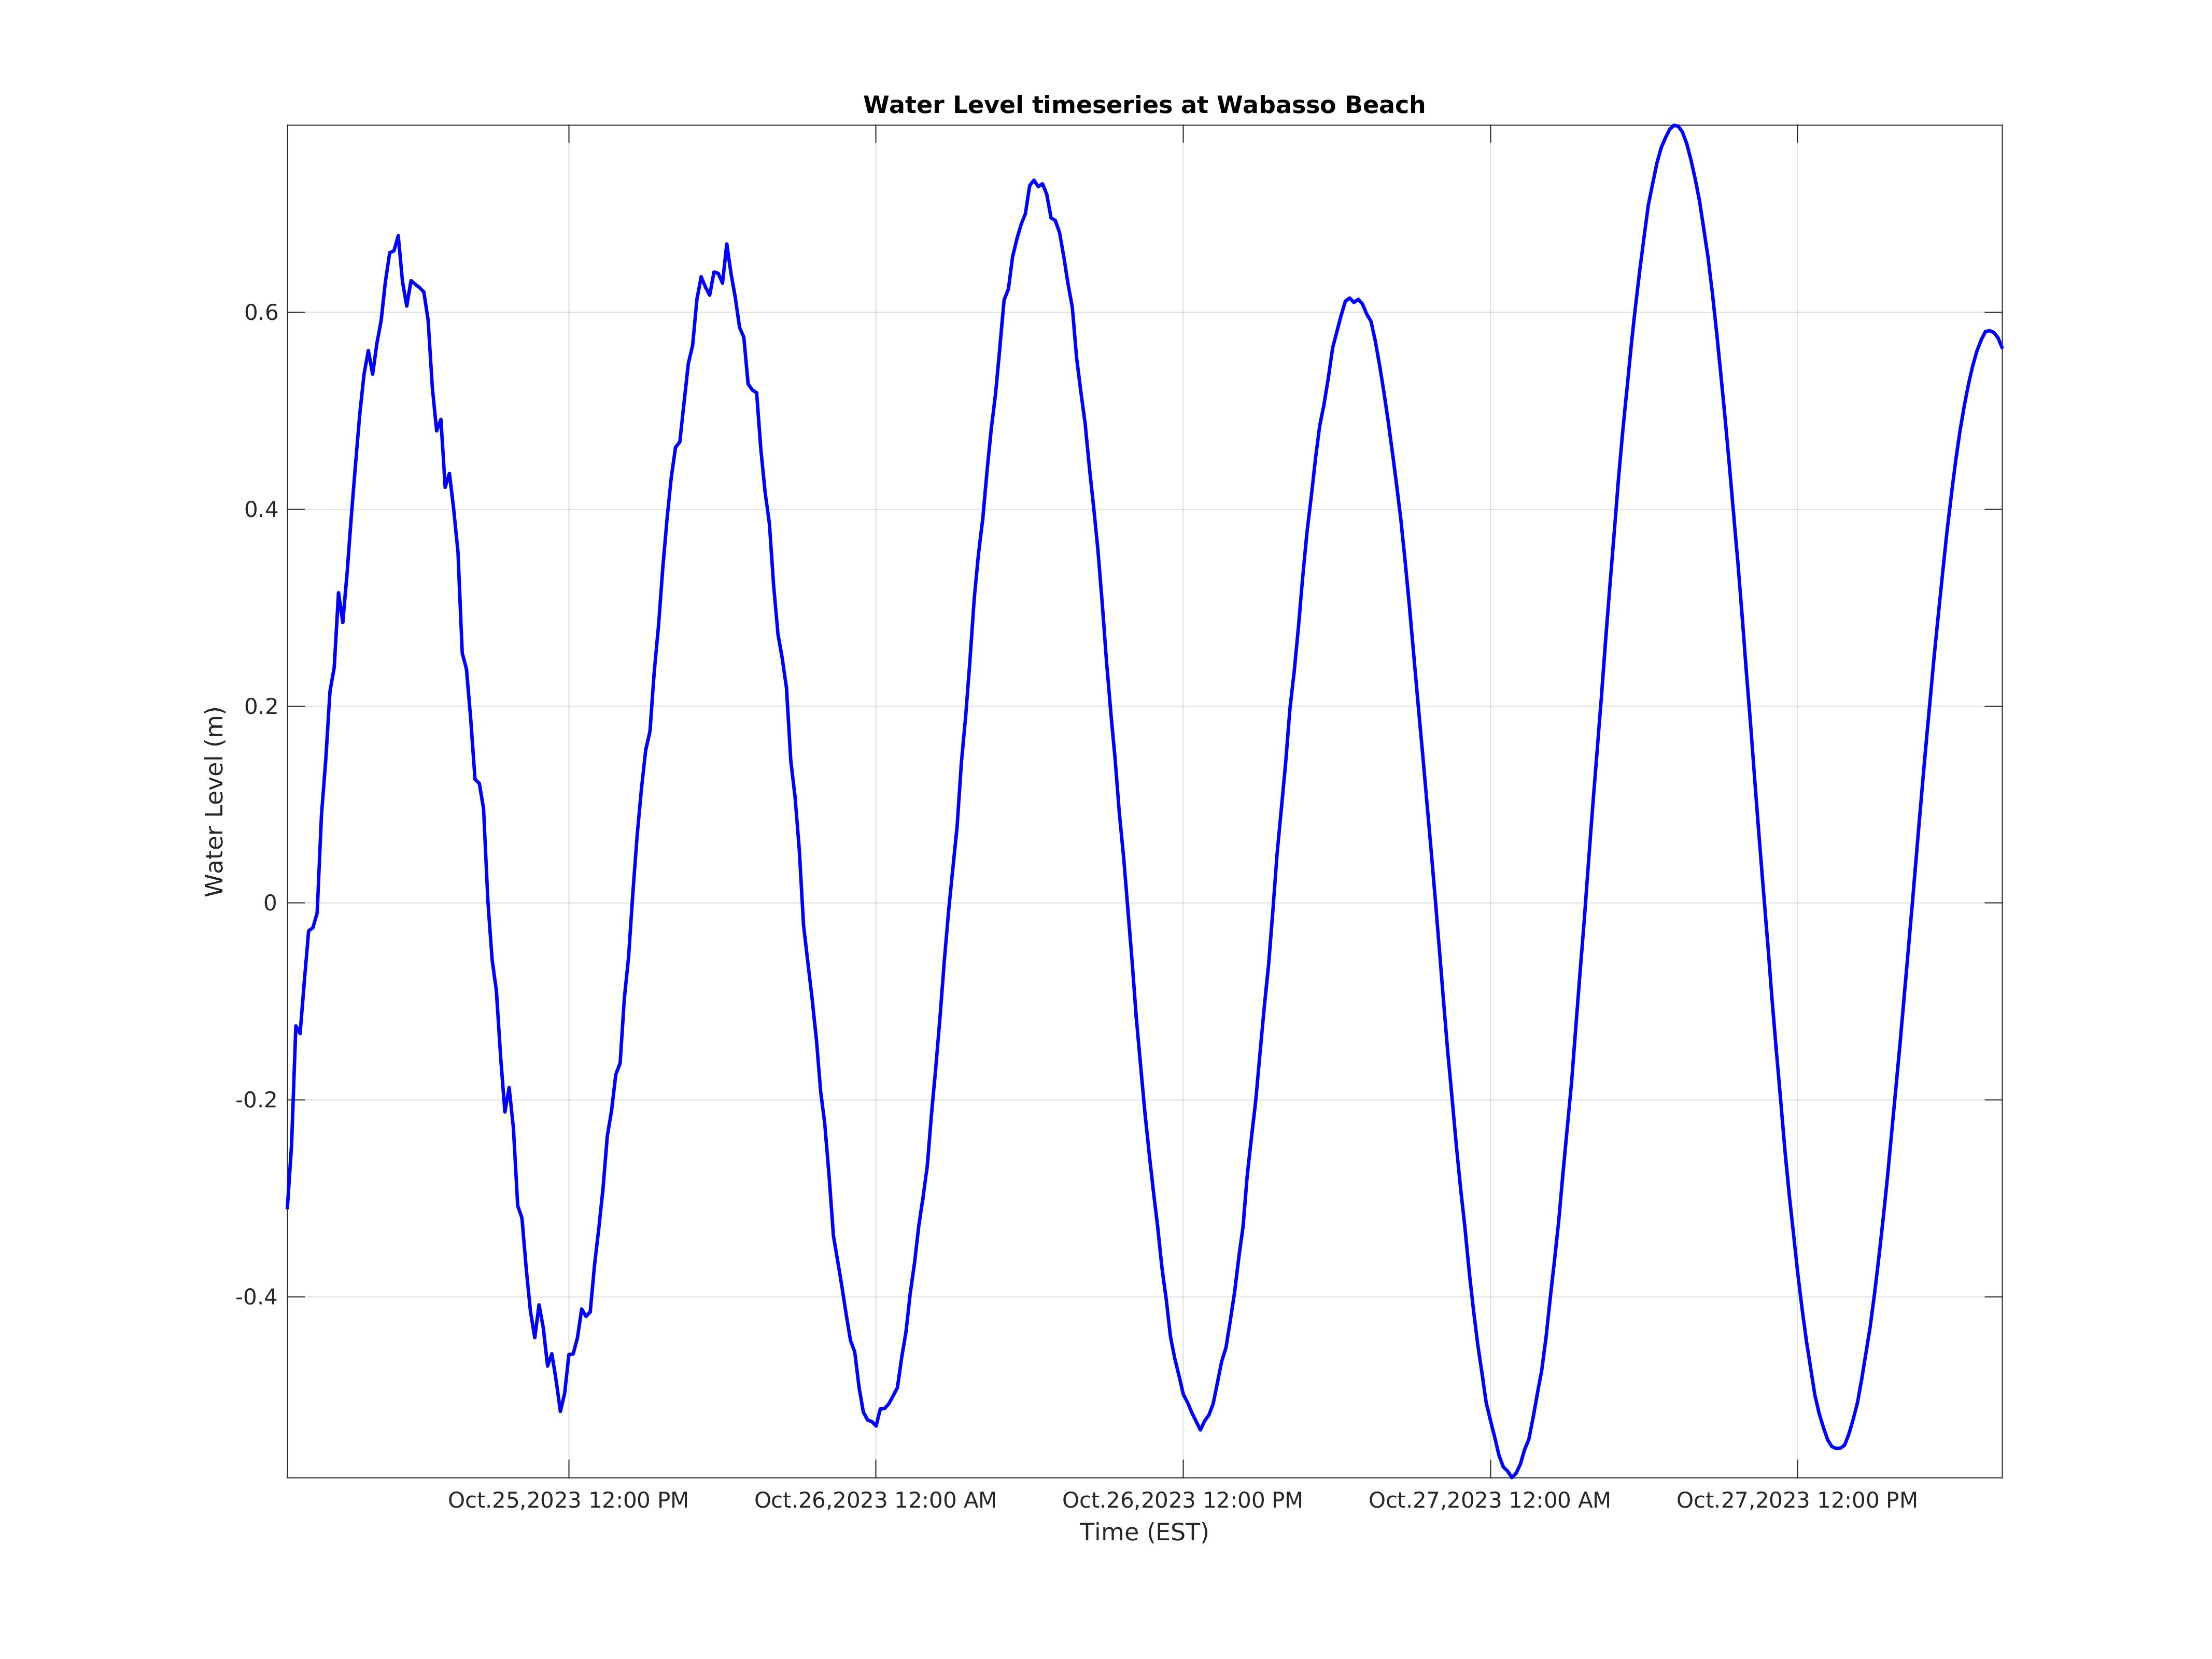 Water Level timeseries at Wabasso Beach
0.6
0.4
0.2
0
-0.2
-0.4
Water Level (m)
Oct.25,2023 12:00 PM
Oct.26,2023 12:00 AM
Oct.26,2023 12:00 PM
Oct.27,2023 12:00 AM
Oct.27,2023 12:00 PM
Time (EST)